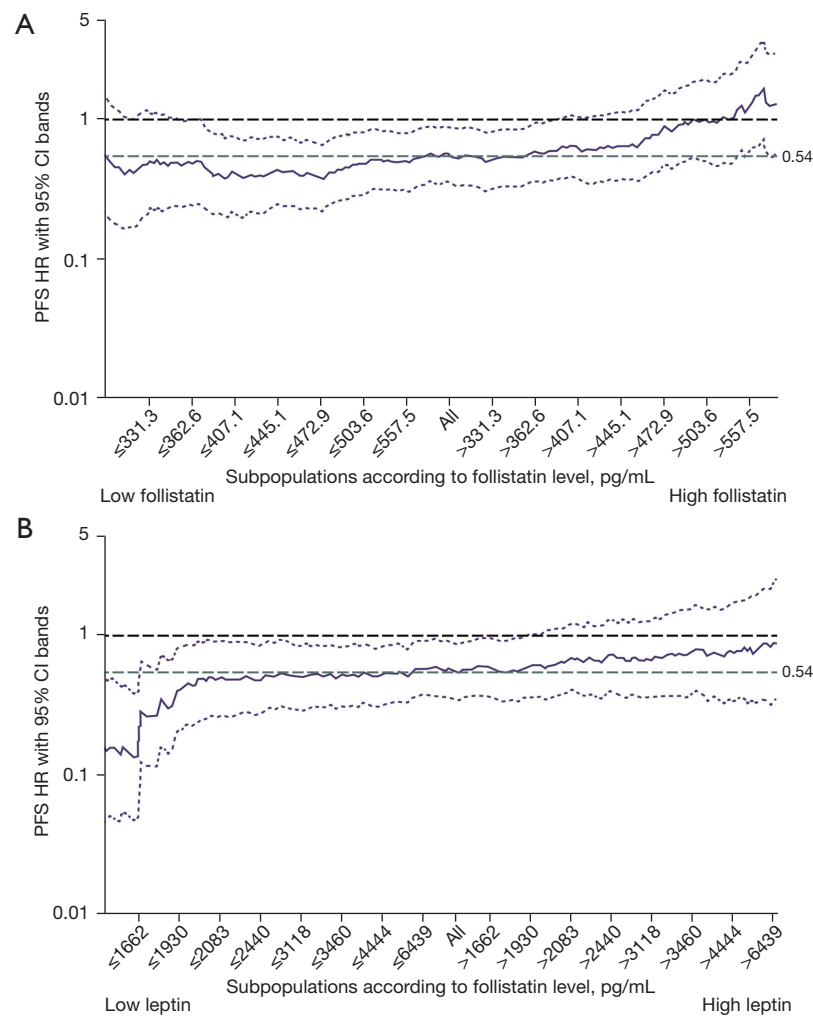 A
PFS HR with 95% CI bands
5
1
0.1
0.01
0.54
≤331.3 ≤362.6 ≤407.1 ≤445.1 ≤472.9 ≤503.6 ≤557.5 All >331.3 >362.6 >407.1 >445.1 >472.9 >503.6 >557.5
Subpopulations according to follistatin level, pg/mL
Low follistatin High follistatin
B
PFS HR with 95% CI bands
5
1
0.1
0.01
0.54
≤1662 ≤1930 ≤2083 ≤2440 ≤3118 ≤3460 ≤4444 ≤6439 All >1662 >1930 >2083 >2440 >3118 >3460 >4444 >6439
Subpopulations according to follistatin level, pg/mL
Low leptin High leptin